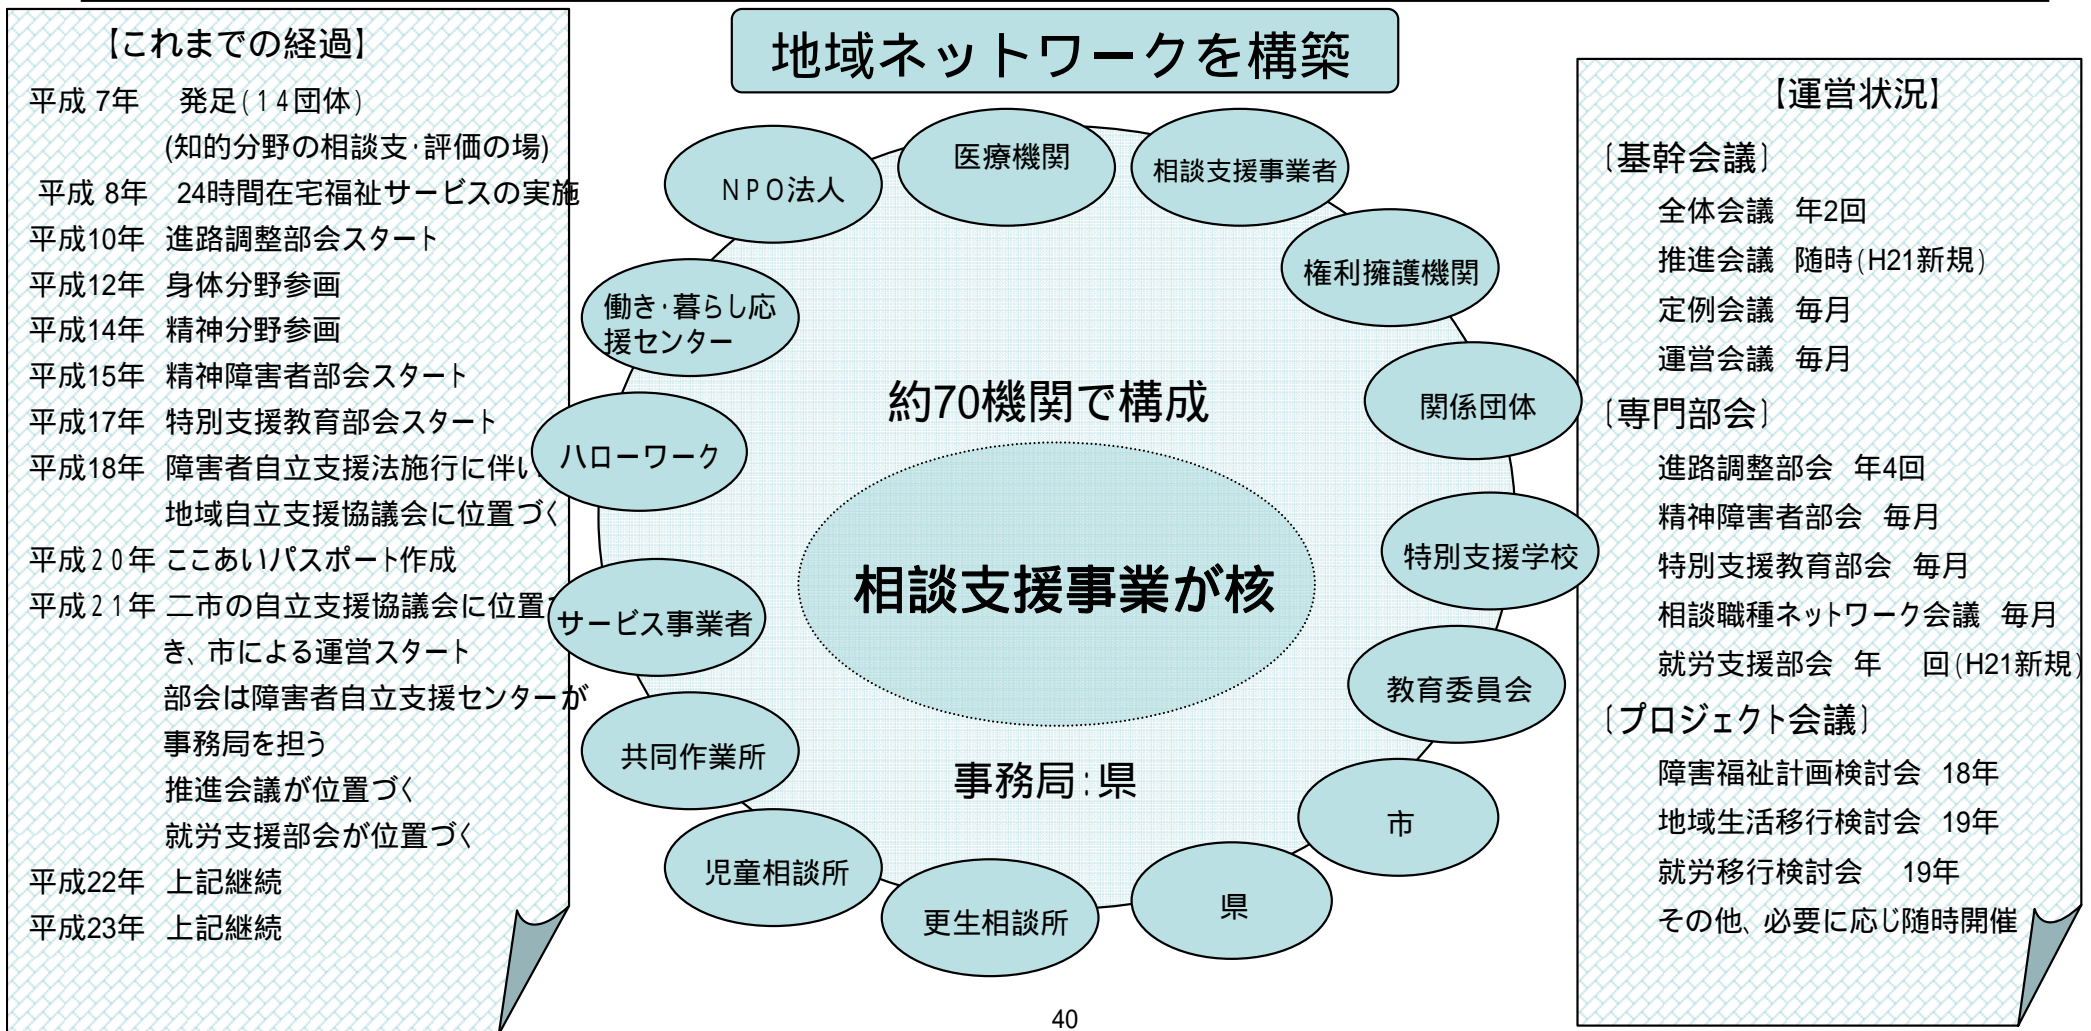 地域ネットワークを構築
【これまでの経過】
平成 7年 発足(14団体)
(知的分野の相談支・評価の場)
平成 8年 24時間在宅福祉サービスの実施
平成10年 進路調整部会スタート
平成12年 身体分野参画
平成14年 精神分野参画
平成15年 精神障害者部会スタート
平成17年 特別支援教育部会スタート
平成18年 障害者自立支援法施行に伴い
地域自立支援協議会に位置づく
平成20年 ここあいパスポート作成
平成21年 二市の自立支援協議会に位置
き、市による運営スタート
部会は障害者自立支援センターが
事務局を担う
推進会議が位置づく
就労支援部会が位置づく
平成22年 上記継続
平成23年 上記継続
医療機関
相談支援事業者
NPO法人
権利擁護機関
働き・暮らし応
援センター
関係団体
ハローワーク
特別支援学校
サービス事業者
教育委員会
共同作業所
市
児童相談所
県
更生相談所
約70機関で構成
相談支援事業が核
事務局:県
【運営状況】
〔基幹会議〕
全体会議 年2回
推進会議 随時(H21新規)
定例会議 毎月
運営会議 毎月
〔専門部会〕
進路調整部会 年4回
精神障害者部会 毎月
特別支援教育部会 毎月
相談職種ネットワーク会議 毎月
就労支援部会 年 回(H21新規)
〔プロジェクト会議〕
障害福祉計画検討会 18年
地域生活移行検討会 19年
就労移行検討会 19年
その他、必要に応じ随時開催
40